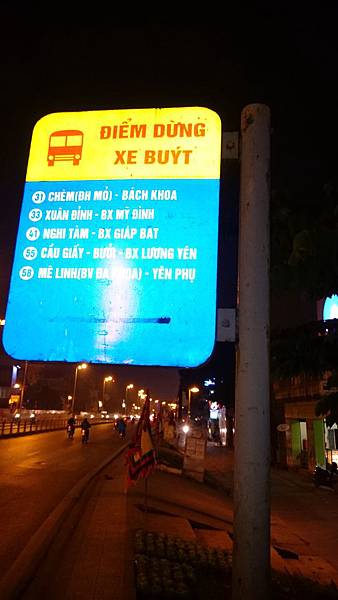 ĐIỂM DỪNG
XE BUÝT
31 CHÈM(ĐH MỎ) - BÁCH KHOA
33 XUÂN ĐỈNH - BX MỸ ĐÌNH
41 NGHI TÀM - BX GIÁP BÁT
55 CẦU GIẤY - BƯỞI - BX LƯƠNG YÊN
58 MÊ LINH(BV ĐA KHOA) - YÊN PHỤ